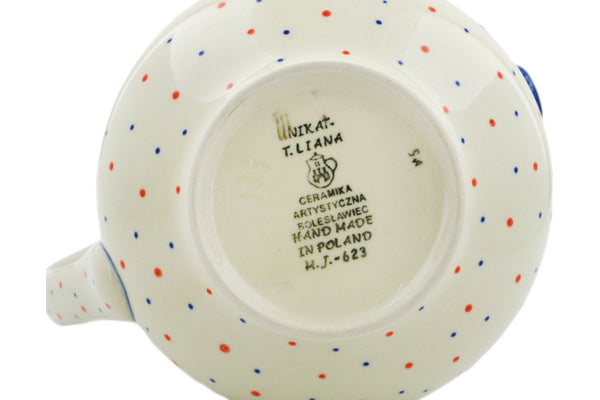 UNIKAT
T.LIANA
CERAMIKA
ARTYSTYCZNA
BOLESŁAWIEC
HAND MADE
IN POLAND
M.J.-623